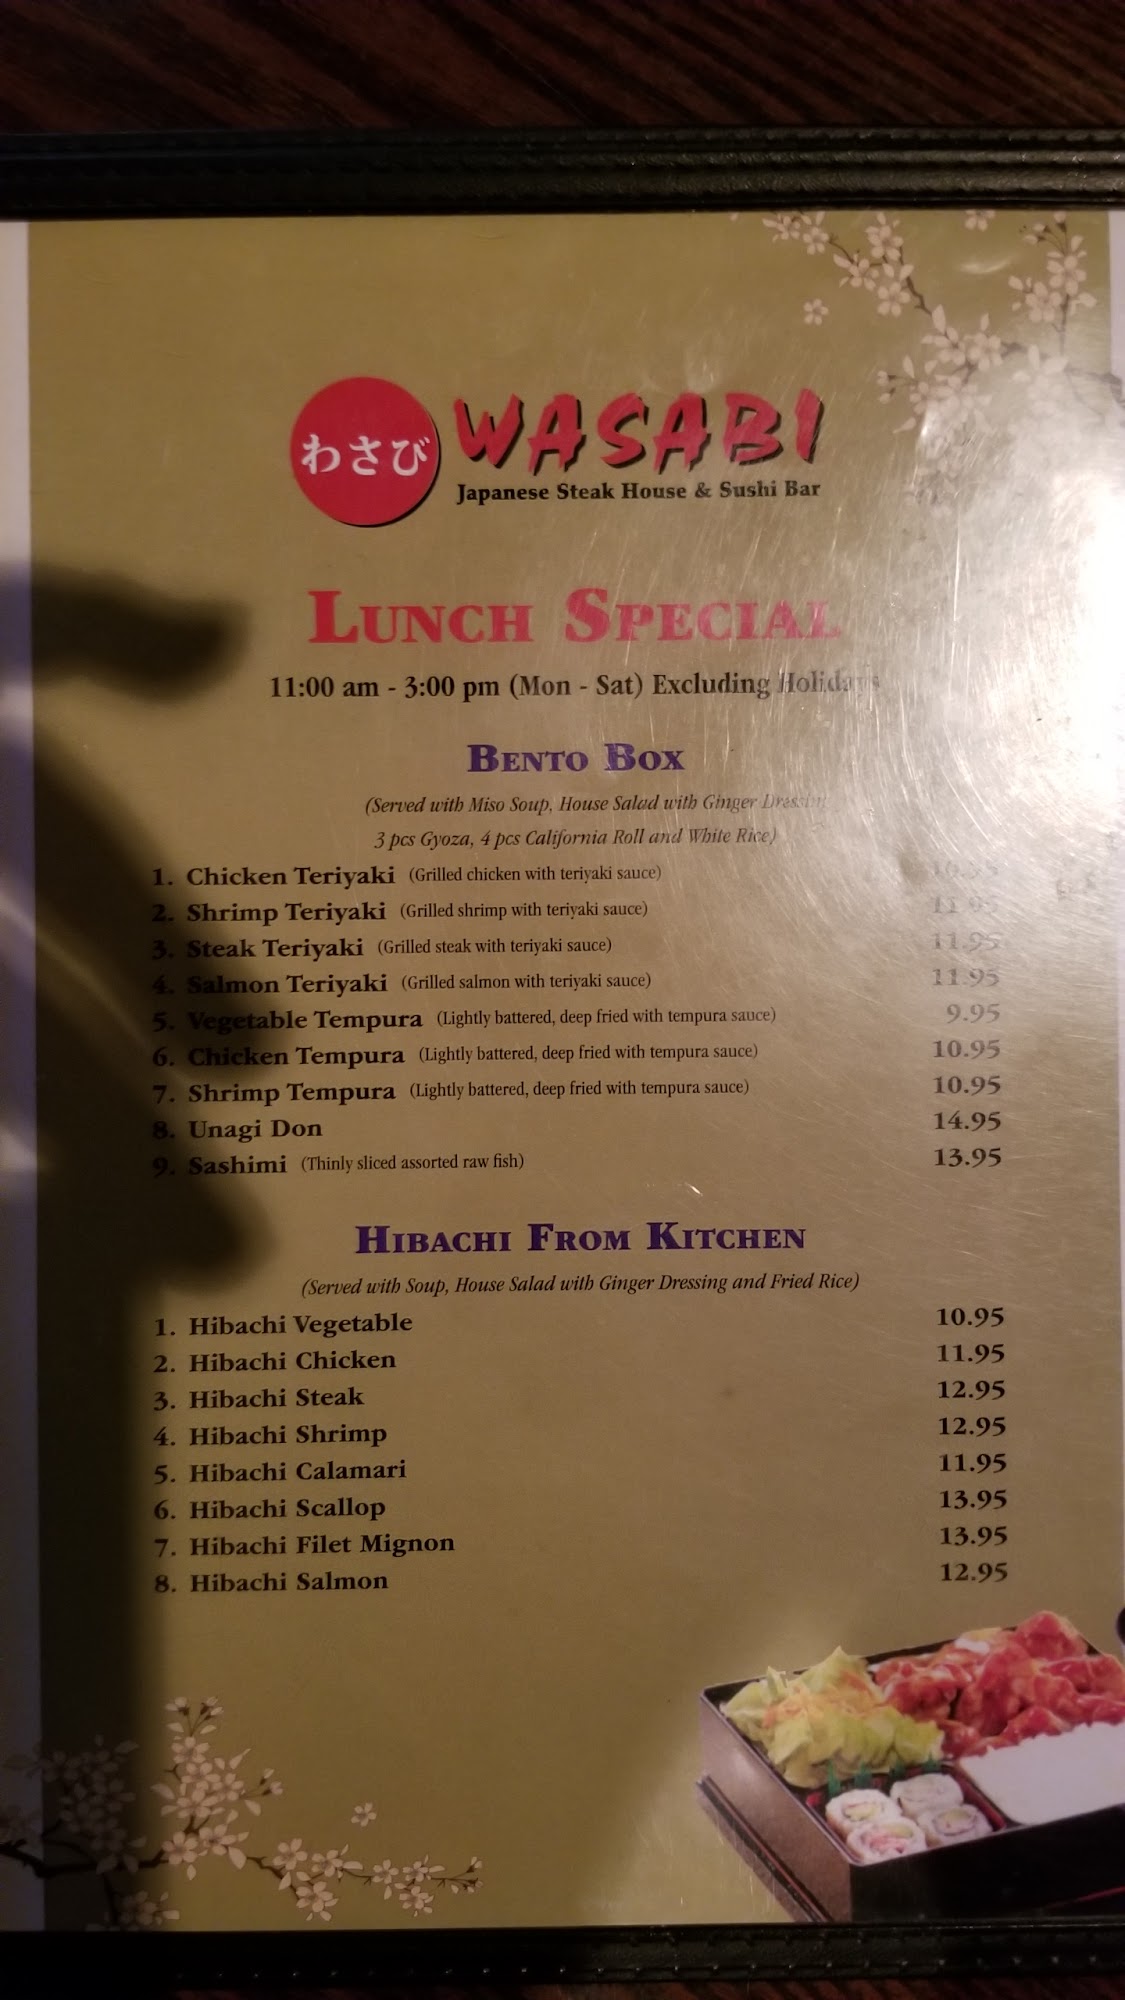 わさび WASABI
Japanese Steak House & Sushi Bar
LUNCH SPECIAL
11:00 am - 3:00 pm (Mon - Sat) Excluding Holidays
BENTO BOX
(Served with Miso Soup, House Salad with Ginger Dressing
3 pcs Gyoza, 4 pcs California Roll and White Rice)
1. Chicken Teriyaki (Grilled chicken with teriyaki sauce) 10.95
2. Shrimp Teriyaki (Grilled shrimp with teriyaki sauce) 11.95
3. Steak Teriyaki (Grilled steak with teriyaki sauce) 11.95
4. Salmon Teriyaki (Grilled salmon with teriyaki sauce) 11.95
5. Vegetable Tempura (Lightly battered, deep fried with tempura sauce) 9.95
6. Chicken Tempura (Lightly battered, deep fried with tempura sauce) 10.95
7. Shrimp Tempura (Lightly battered, deep fried with tempura sauce) 10.95
8. Unagi Don 14.95
9. Sashimi (Thinly sliced assorted raw fish) 13.95
HIBACHI FROM KITCHEN
(Served with Soup, House Salad with Ginger Dressing and Fried Rice)
1. Hibachi Vegetable 10.95
2. Hibachi Chicken 11.95
3. Hibachi Steak 12.95
4. Hibachi Shrimp 12.95
5. Hibachi Calamari 11.95
6. Hibachi Scallop 13.95
7. Hibachi Filet Mignon 13.95
8. Hibachi Salmon 12.95